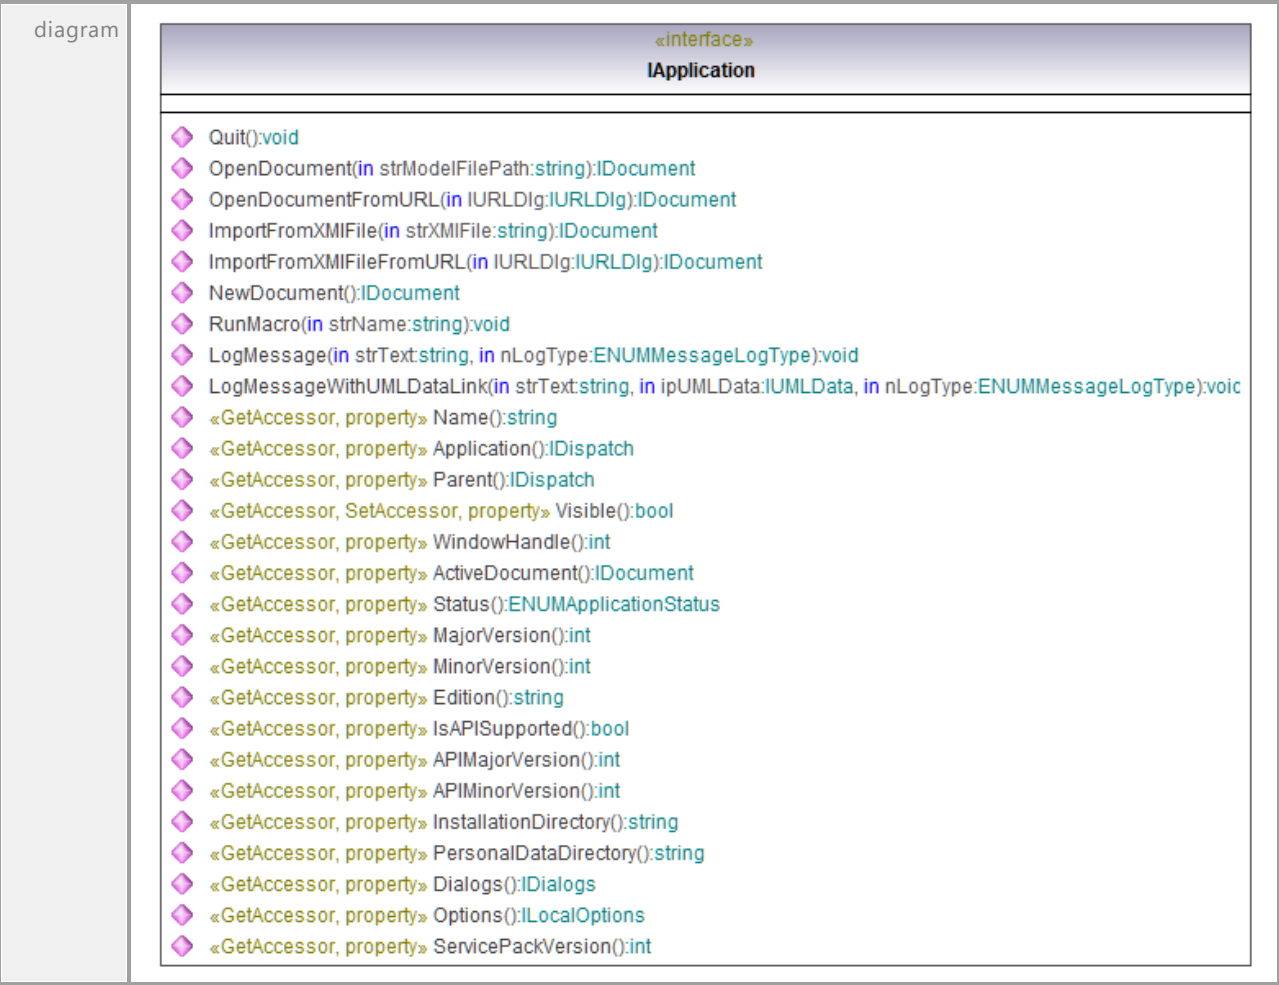 diagram
«interface»
IApplication
Quit():void
OpenDocument(in strModelFilePath:string):IDocument
OpenDocumentFromURL(in IURLDlg:IURLDlg):IDocument
ImportFromXMIFile(in strXMIFile:string):IDocument
ImportFromXMIFileFromURL(in IURLDlg:IURLDlg):IDocument
NewDocument():IDocument
RunMacro(in strName:string):void
LogMessage(in strText:string, in nLogType:ENUMMessageLogType):void
LogMessageWithUMLDataLink(in strText:string, in ipUMLData:IUMLData, in nLogType:ENUMMessageLogType):void
«GetAccessor, property» Name():string
«GetAccessor, property» Application():IDispatch
«GetAccessor, property» Parent():IDispatch
«GetAccessor, SetAccessor, property» Visible():bool
«GetAccessor, property» WindowHandle():int
«GetAccessor, property» ActiveDocument():IDocument
«GetAccessor, property» Status():ENUMApplicationStatus
«GetAccessor, property» MajorVersion():int
«GetAccessor, property» MinorVersion():int
«GetAccessor, property» Edition():string
«GetAccessor, property» IsAPISupported():bool
«GetAccessor, property» APIMajorVersion():int
«GetAccessor, property» APIMinorVersion():int
«GetAccessor, property» InstallationDirectory():string
«GetAccessor, property» PersonalDataDirectory():string
«GetAccessor, property» Dialogs():IDialogs
«GetAccessor, property» Options():ILocalOptions
«GetAccessor, property» ServicePackVersion():int